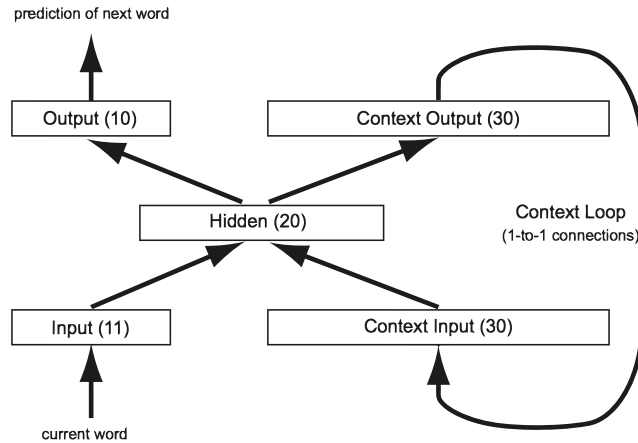 prediction of next word
Output (10)
Context Output (30)
Hidden (20)
Context Loop
(1-to-1 connections)
Input (11)
Context Input (30)
current word